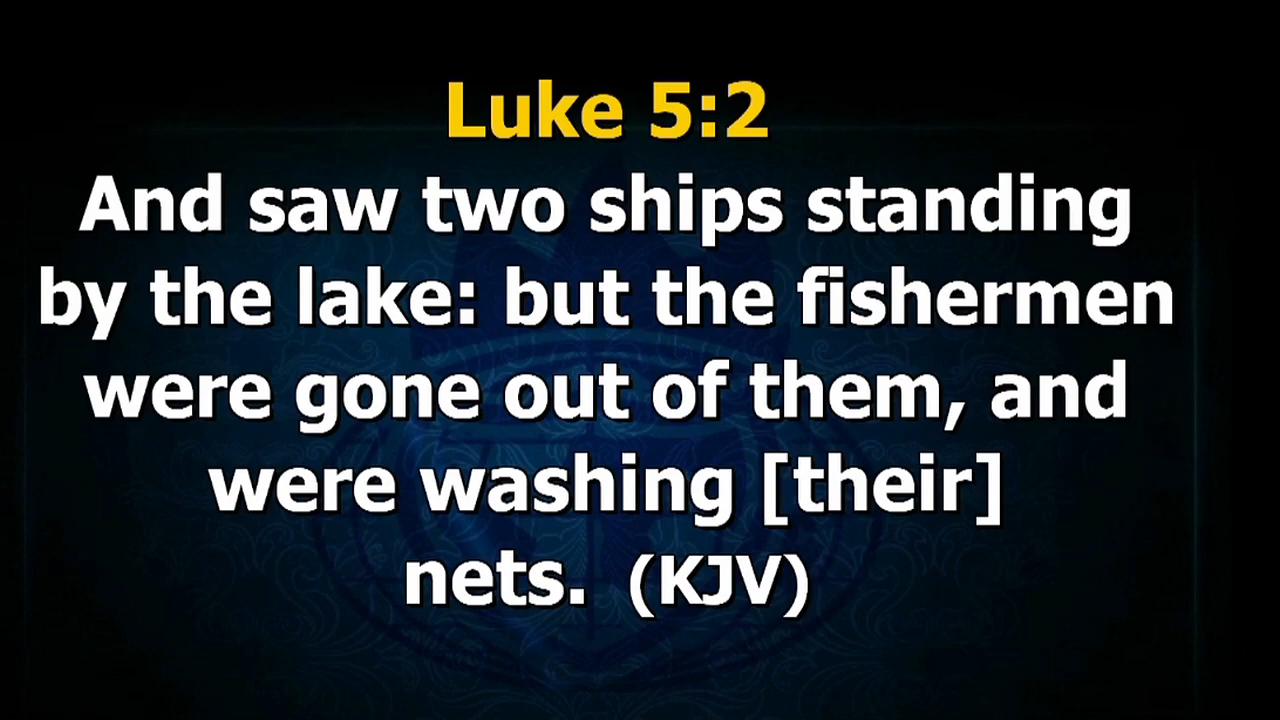 Luke 5:2
And saw two ships standing
by the lake: but the fishermen
were gone out of them, and
were washing [their]
nets.  (KJV)